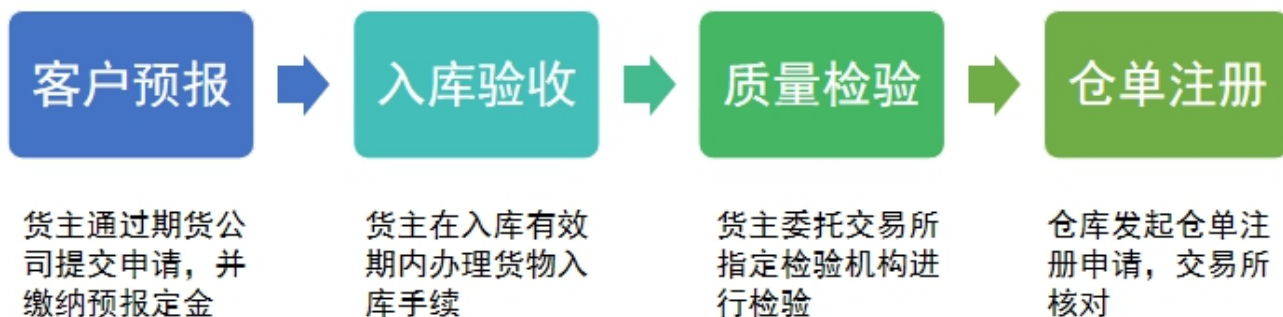 客户预报
入库验收
质量检验
仓单注册
货主通过期货公
司提交申请，并
缴纳预报定金
货主在入库有效
期内办理货物入
库手续
货主委托交易所
指定检验机构进
行检验
仓库发起仓单注
册申请，交易所
核对